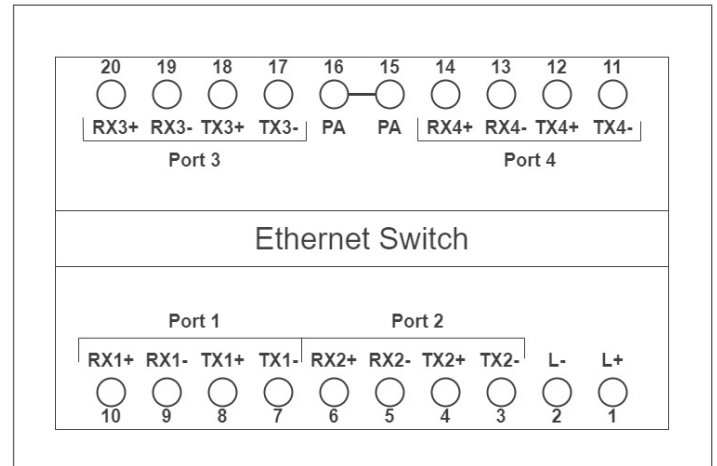 20 19 18 17 16 15 14 13 12 11
RX3+ RX3- TX3+ TX3- PA PA RX4+ RX4- TX4+ TX4-
Port 3 Port 4
Ethernet Switch
Port 1 Port 2
RX1+ RX1- TX1+ TX1- RX2+ RX2- TX2+ TX2- L- L+
10 9 8 7 6 5 4 3 2 1